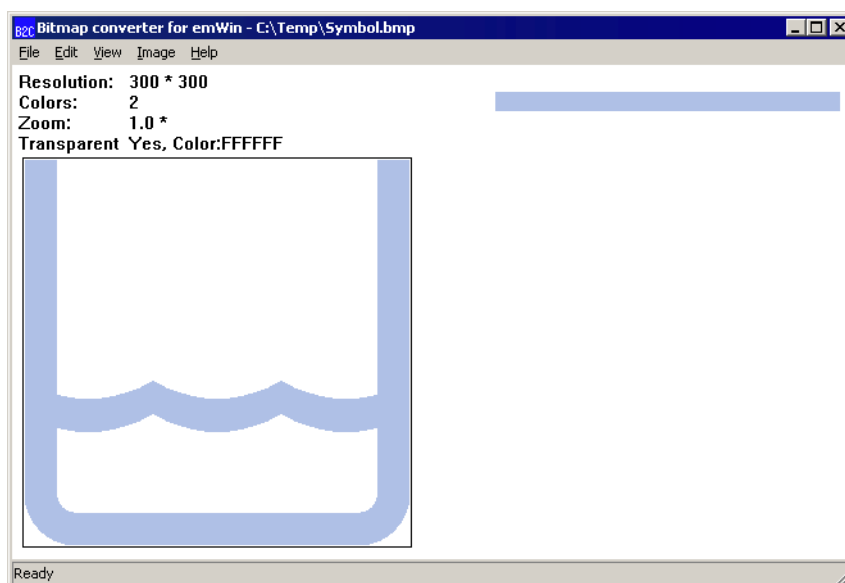 B2C Bitmap converter for emWin - C:\Temp\Symbol.bmp
File Edit View Image Help
Resolution: 300 * 300
Colors: 2
Zoom: 1.0 *
Transparent Yes, Color:FFFFFF
Ready